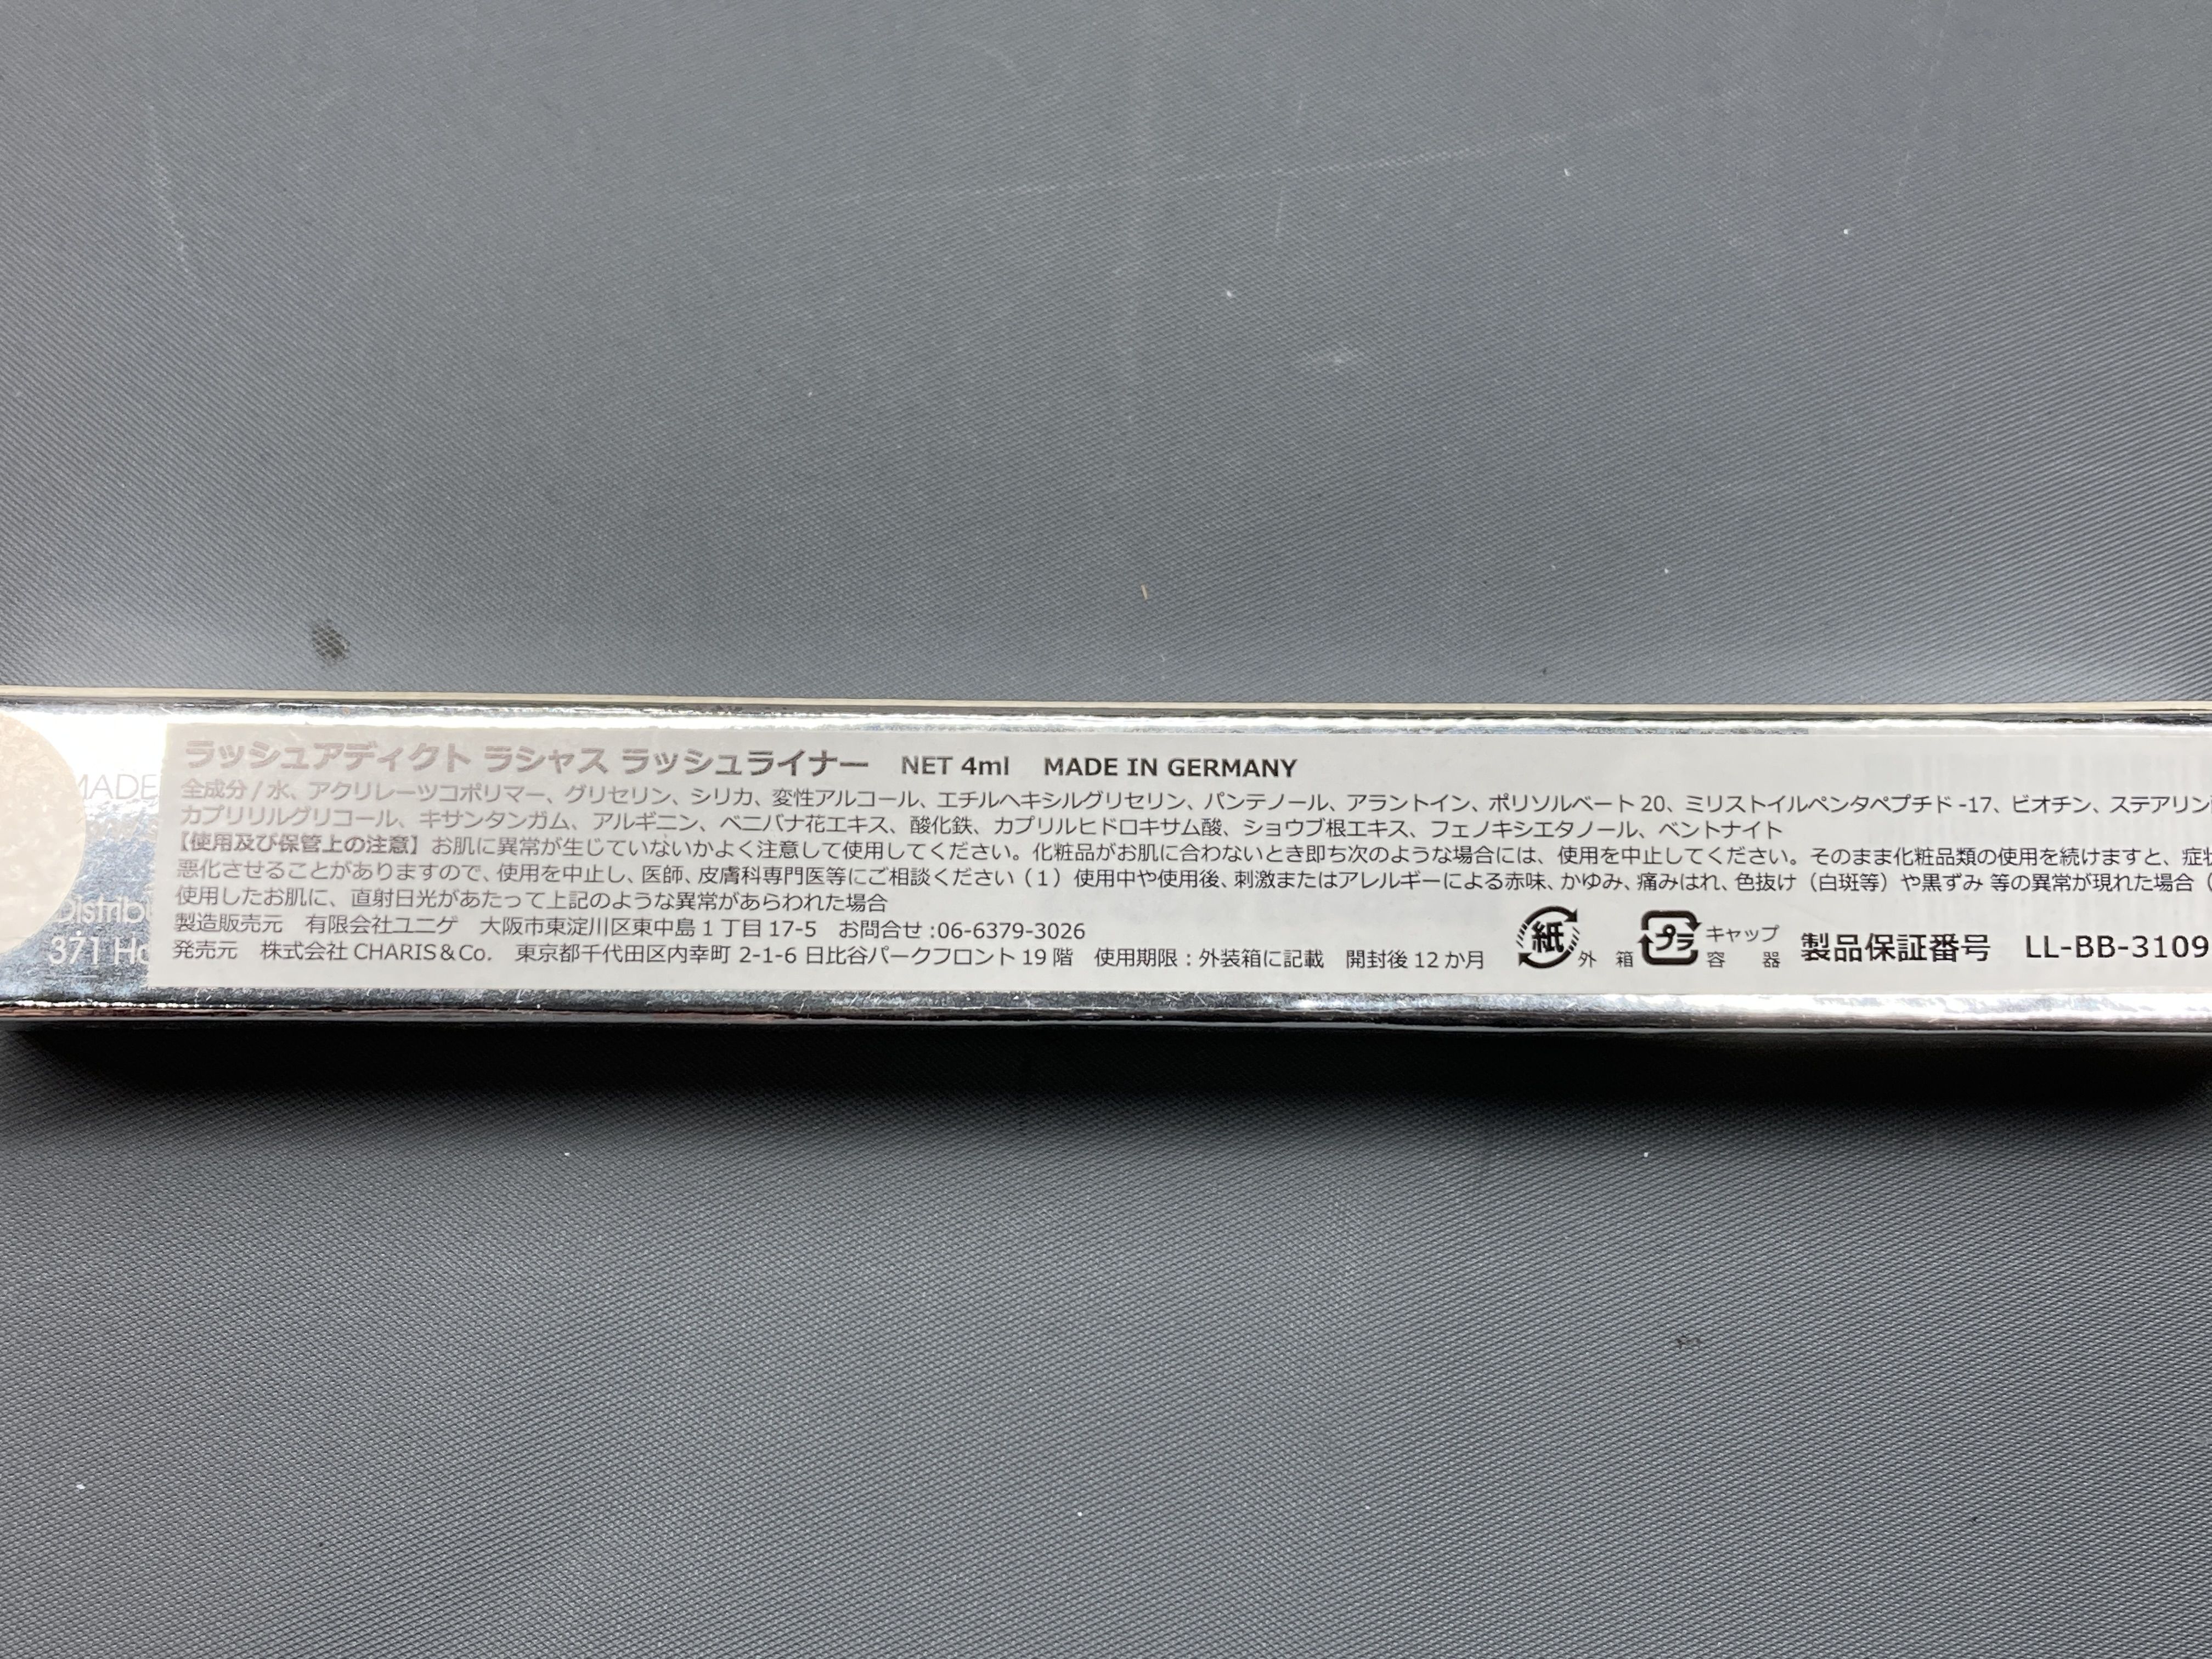 ラッシュアディクト ラシャス ラッシュライナー NET 4ml MADE IN GERMANY
全成分 / 水、アクリレーツコポリマー、グリセリン、シリカ、変性アルコール、エチルヘキシルグリセリン、パンテノール、アラントイン、ポリソルベート 20、ミリストイルペンタペプチド -17、ビオチン、ステアリン
カプリリルグリコール、キサンタンガム、アルギニン、ベニバナ花エキス、酸化鉄、カプリルヒドロキサム酸、ショウブ根エキス、フェノキシエタノール、ベントナイト
【使用及び保管上の注意】お肌に異常が生じていないかよく注意して使用してください。化粧品がお肌に合わないとき即ち次のような場合には、使用を中止してください。そのまま化粧品類の使用を続けますと、症状
悪化させることがありますので、使用を中止し、医師、皮膚科専門医等にご相談ください（1）使用中や使用後、刺激またはアレルギーによる赤味、かゆみ、痛みはれ、色抜け（白斑等）や黒ずみ 等の異常が現れた場合（
使用したお肌に、直射日光があたって上記のような異常があらわれた場合
製造販売元 有限会社ユニゲ 大阪市東淀川区東中島 1 丁目 17-5 お問合せ :06-6379-3026
発売元 株式会社 CHARIS＆Co. 東京都千代田区内幸町 2-1-6 日比谷パークフロント 19 階 使用期限：外装箱に記載 開封後 12 か月
紙 外 箱
プラ キャップ
容 器
製品保証番号 LL-BB-3109
MADE
Distrib
371 Ho